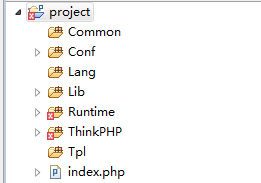 project
Common
Conf
Lang
Lib
Runtime
ThinkPHP
Tpl
index.php